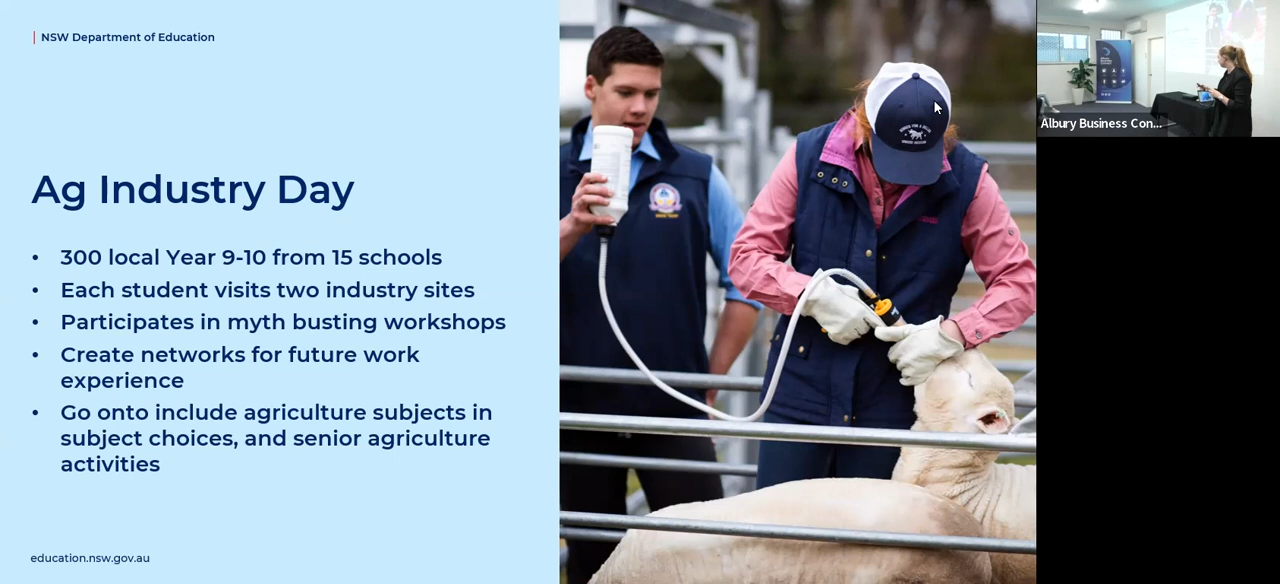 NSW Department of Education
Ag Industry Day
• 300 local Year 9-10 from 15 schools
• Each student visits two industry sites
• Participates in myth busting workshops
• Create networks for future work
experience
• Go onto include agriculture subjects in
subject choices, and senior agriculture
activities
education.nsw.gov.au
Albury Business Con...